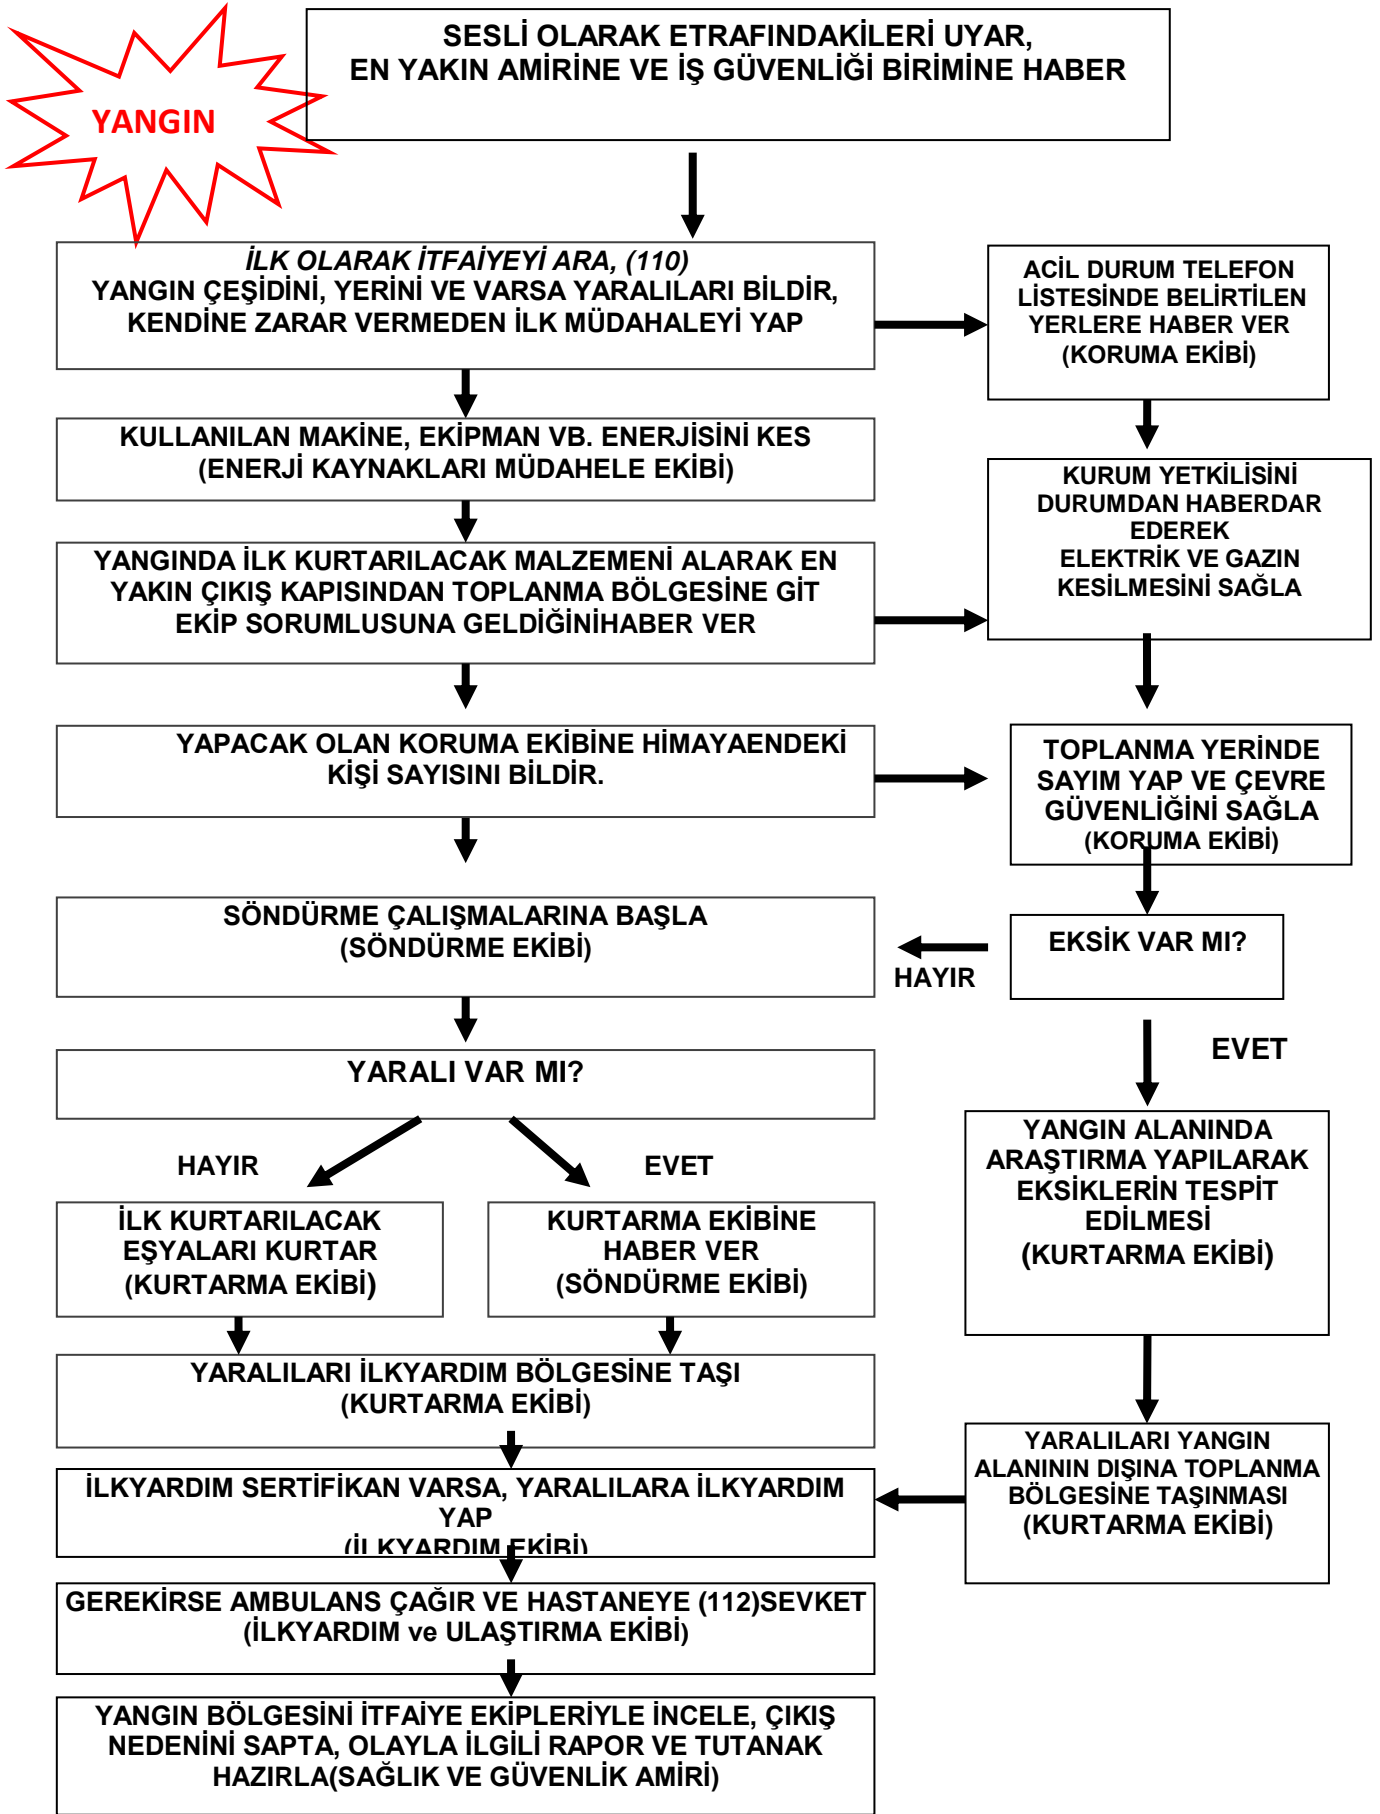 YANGIN
SESLİ OLARAK ETRAFINDAKİLERİ UYAR,
EN YAKIN AMİRİNE VE İŞ GÜVENLİĞİ BİRİMİNE HABER
İLK OLARAK İTFAİYEYİ ARA, (110)
YANGIN ÇEŞİDİNİ, YERİNİ VE VARSA YARALILARI BİLDİR,
KENDİNE ZARAR VERMEDEN İLK MÜDAHALEYİ YAP
ACİL DURUM TELEFON
LİSTESİNDE BELİRTİLEN
YERLERE HABER VER
(KORUMA EKİBİ)
KULLANILAN MAKİNE, EKİPMAN VB. ENERJİSİNİ KES
(ENERJİ KAYNAKLARI MÜDAHELE EKİBİ)
KURUM YETKİLİSİNİ
DURUMDAN HABERDAR
EDEREK
ELEKTRİK VE GAZIN
KESİLMESİNİ SAĞLA
YANGINDA İLK KURTARILACAK MALZEMENİ ALARAK EN
YAKIN ÇIKIŞ KAPISINDAN TOPLANMA BÖLGESİNE GİT
EKİP SORUMLUSUNA GELDİĞİNİHABER VER
YAPACAK OLAN KORUMA EKİBİNE HİMAYAENDEKİ
KİŞİ SAYISINI BİLDİR.
TOPLANMA YERİNDE
SAYIM YAP VE ÇEVRE
GÜVENLİĞİNİ SAĞLA
(KORUMA EKİBİ)
SÖNDÜRME ÇALIŞMALARINA BAŞLA
(SÖNDÜRME EKİBİ)
EKSİK VAR MI?
HAYIR
EVET
YARALI VAR MI?
HAYIR
EVET
YANGIN ALANINDA
ARAŞTIRMA YAPILARAK
EKSİKLERİN TESPİT
EDİLMESİ
(KURTARMA EKİBİ)
İLK KURTARILACAK
EŞYALARI KURTAR
(KURTARMA EKİBİ)
KURTARMA EKİBİNE
HABER VER
(SÖNDÜRME EKİBİ)
YARALILARI İLKYARDIM BÖLGESİNE TAŞI
(KURTARMA EKİBİ)
YARALILARI YANGIN
ALANININ DIŞINA TOPLANMA
BÖLGESİNE TAŞINMASI
(KURTARMA EKİBİ)
İLKYARDIM SERTİFİKAN VARSA, YARALILARA İLKYARDIM
YAP
(İLKYARDIM EKİBİ)
GEREKİRSE AMBULANS ÇAĞIR VE HASTANEYE (112)SEVKET
(İLKYARDIM ve ULAŞTIRMA EKİBİ)
YANGIN BÖLGESİNİ İTFAİYE EKİPLERİYLE İNCELE, ÇIKIŞ
NEDENİNİ SAPTA, OLAYLA İLGİLİ RAPOR VE TUTANAK
HAZIRLA(SAĞLIK VE GÜVENLİK AMİRİ)